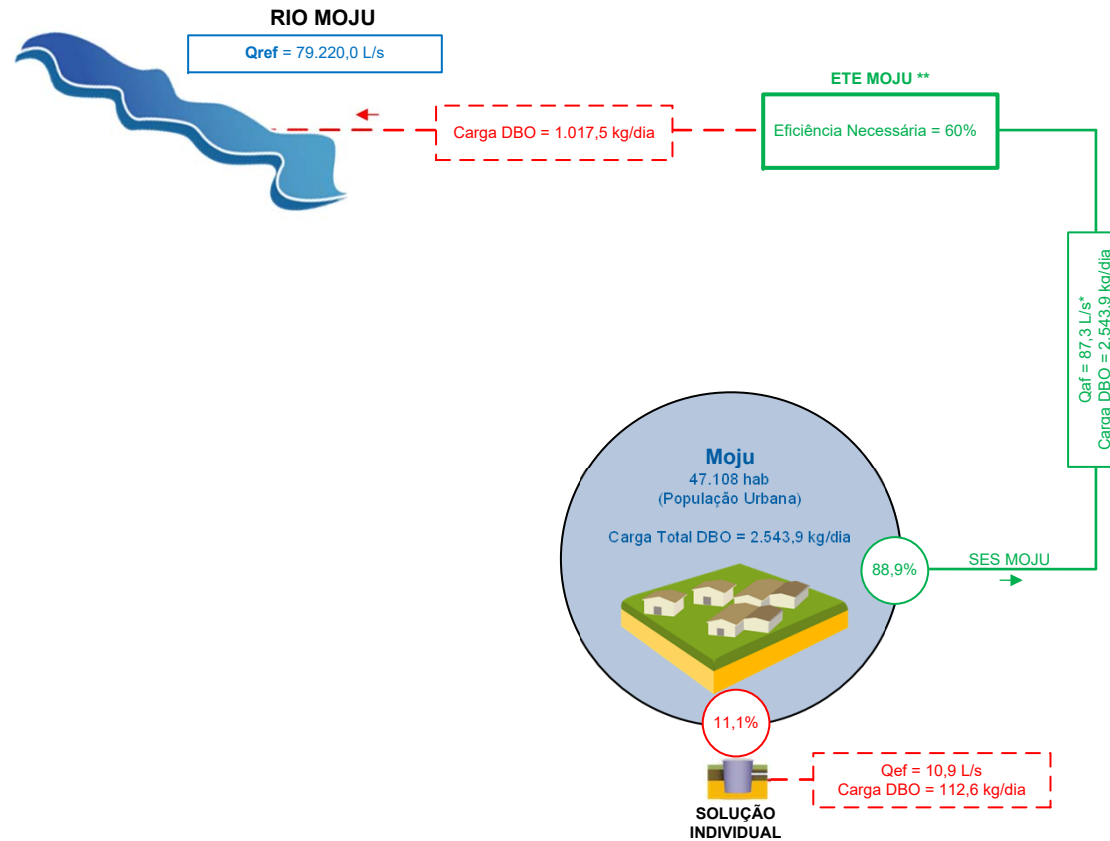 RIO MOJU
Qref = 79.220,0 L/s
ETE MOJU **
Carga DBO = 1.017,5 kg/dia
Eficiência Necessária = 60%
Qaf = 87,3 L/s*
Carga DBO = 2.543,9 kg/dia
Moju
47.108 hab
(População Urbana)
Carga Total DBO = 2.543,9 kg/dia
88,9%
SES MOJU
11,1%
Qef = 10,9 L/s
Carga DBO = 112,6 kg/dia
SOLUÇÃO
INDIVIDUAL